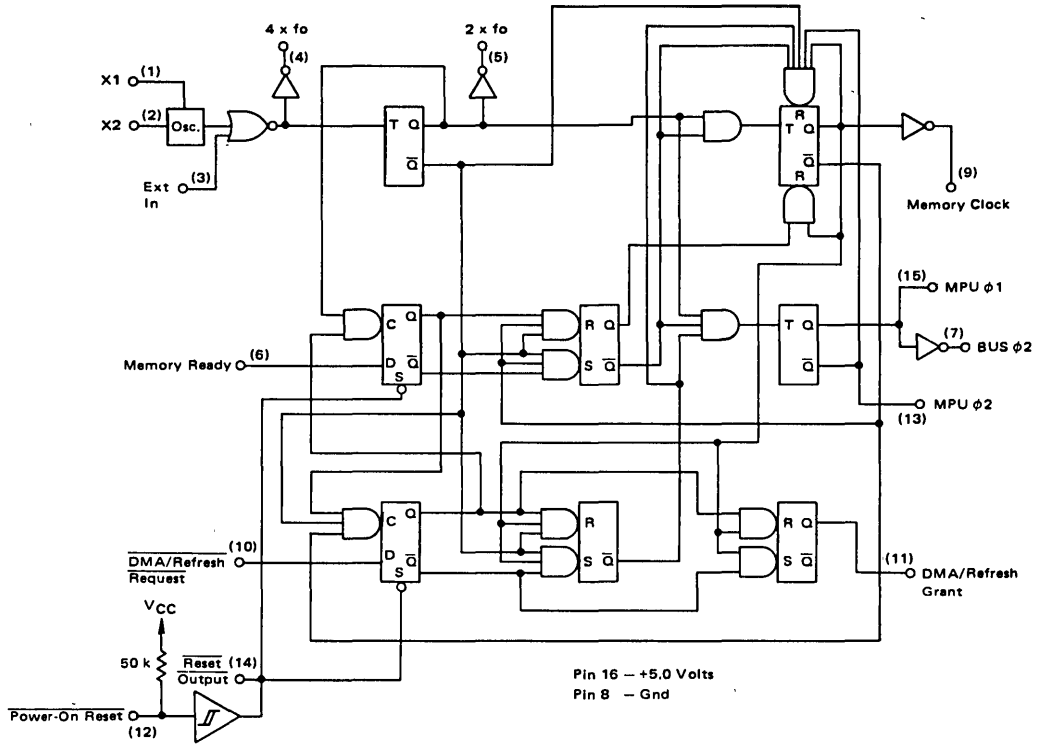 4 x fo
2 x fo
(4)
(5)
X1
(1)
X2
(2)
Osc.
T Q
Q̅
R
T Q
Q̅
R
(3)
Ext
In
(9)
Memory Clock
(15)
MPU ϕ1
(7)
BUS ϕ2
MPU ϕ2
(13)
C Q
D Q̅
S
R Q
S Q̅
T Q
Q̅
Memory Ready
(6)
C Q
D Q̅
S
R
S Q̅
R Q
S Q̅
DMA/Refresh
Request
(10)
(11)
DMA/Refresh
Grant
VCC
50 k
Reset (14)
Output
Power-On Reset
(12)
Pin 16 — +5.0 Volts
Pin 8 — Gnd